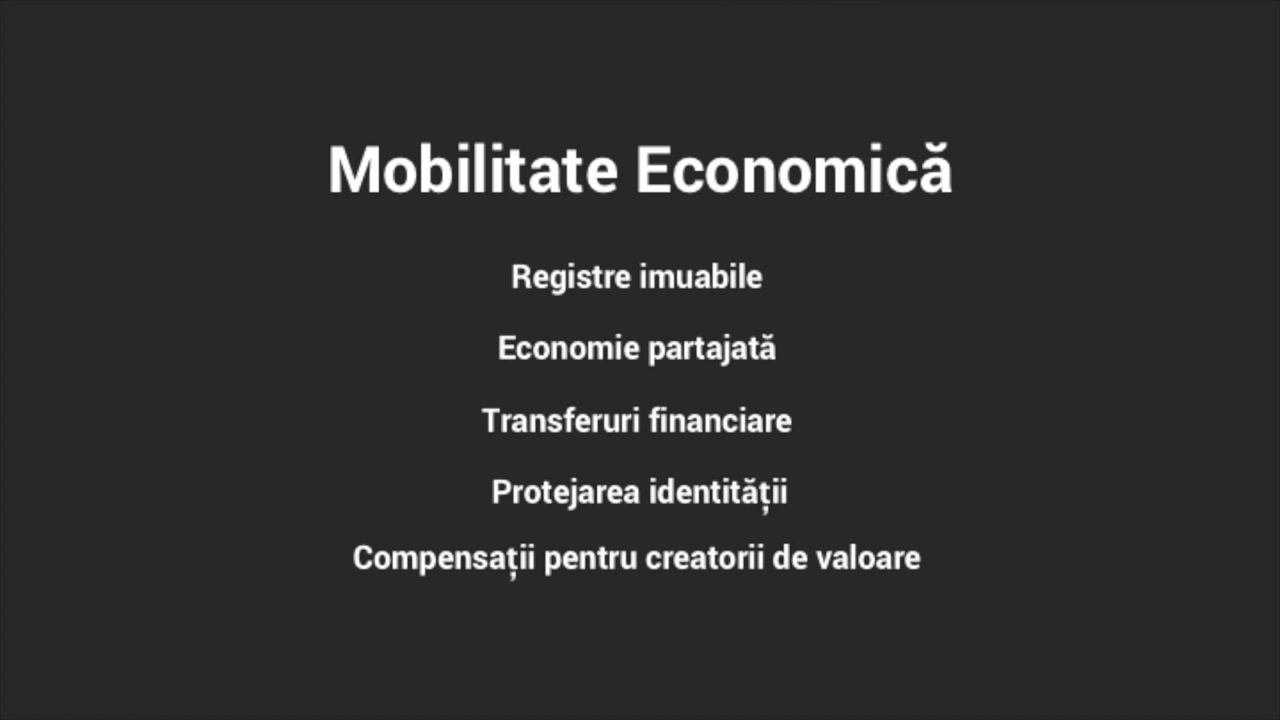 Mobilitate Economică
Registre imuabile
Economie partajată
Transferuri financiare
Protejarea identității
Compensații pentru creatorii de valoare